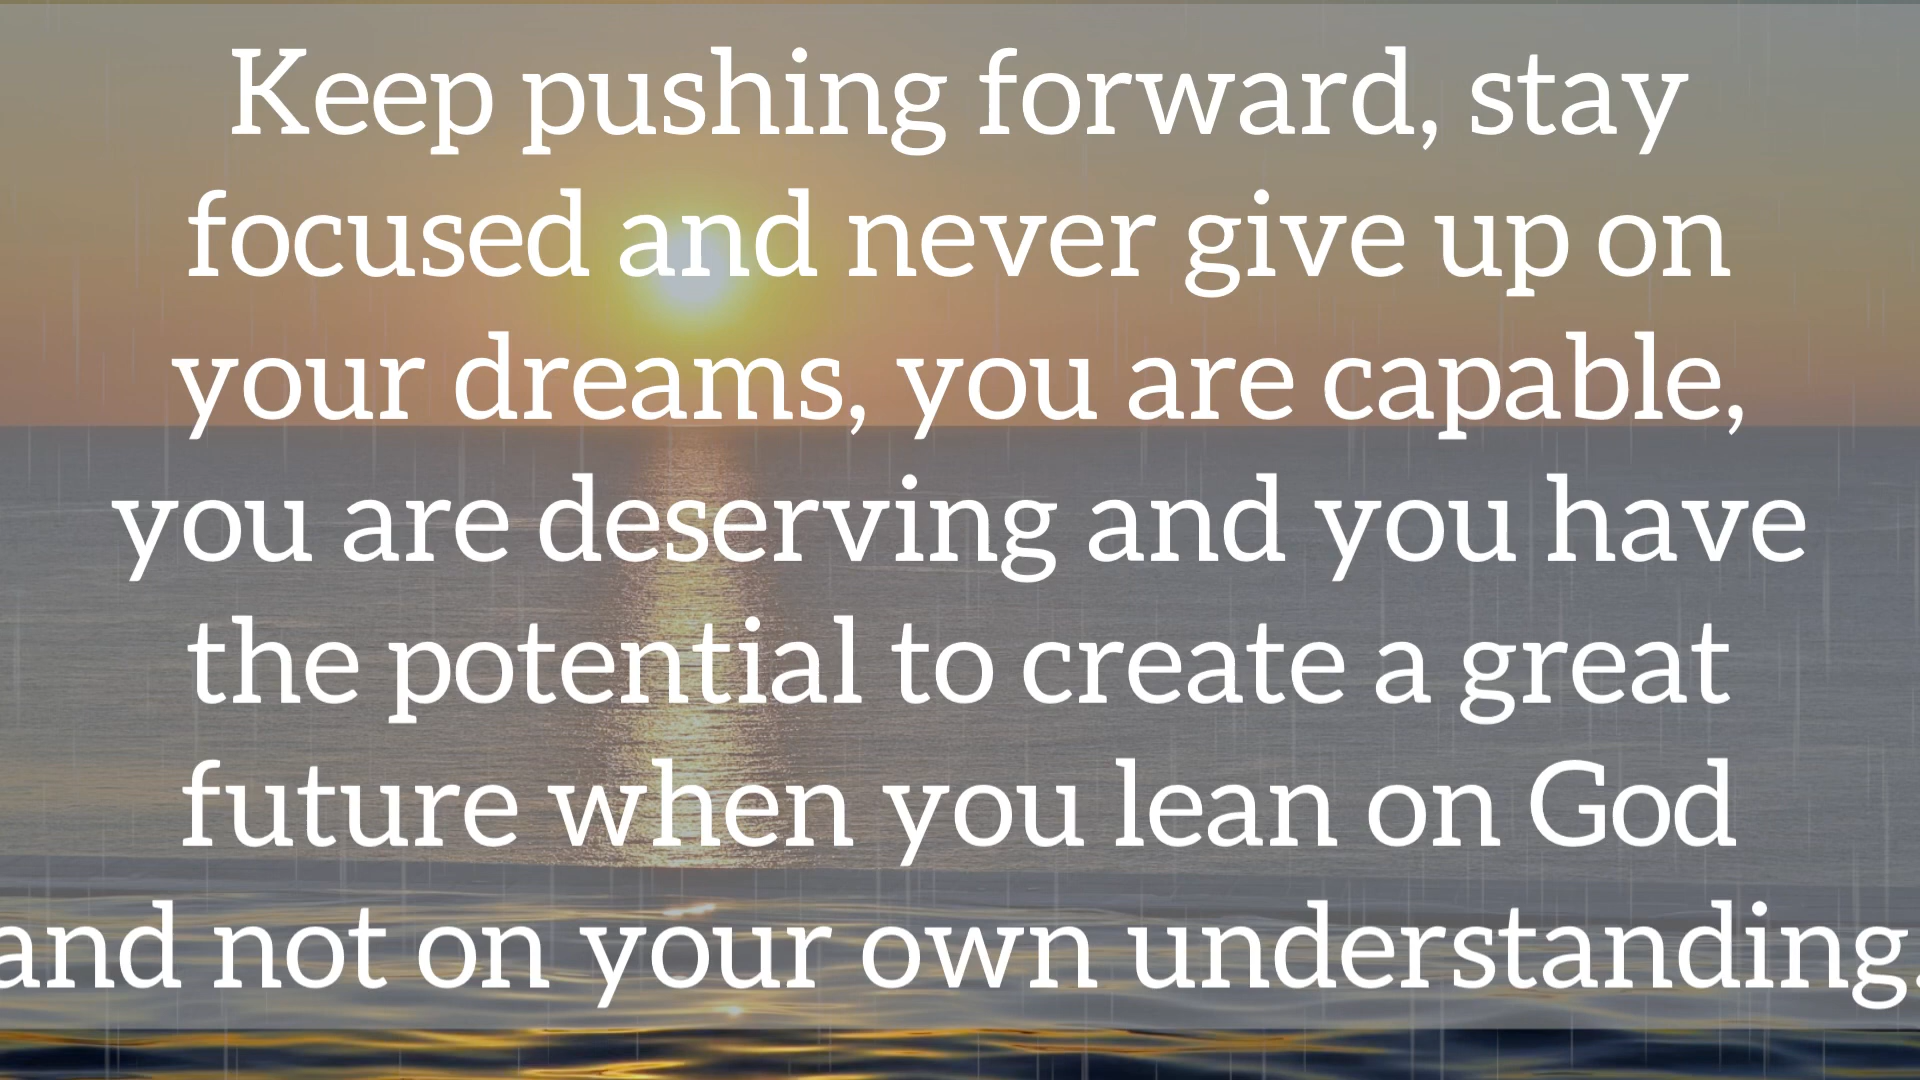 Keep pushing forward, stay
focused and never give up on
your dreams, you are capable,
you are deserving and you have
the potential to create a great
future when you lean on God
and not on your own understanding.